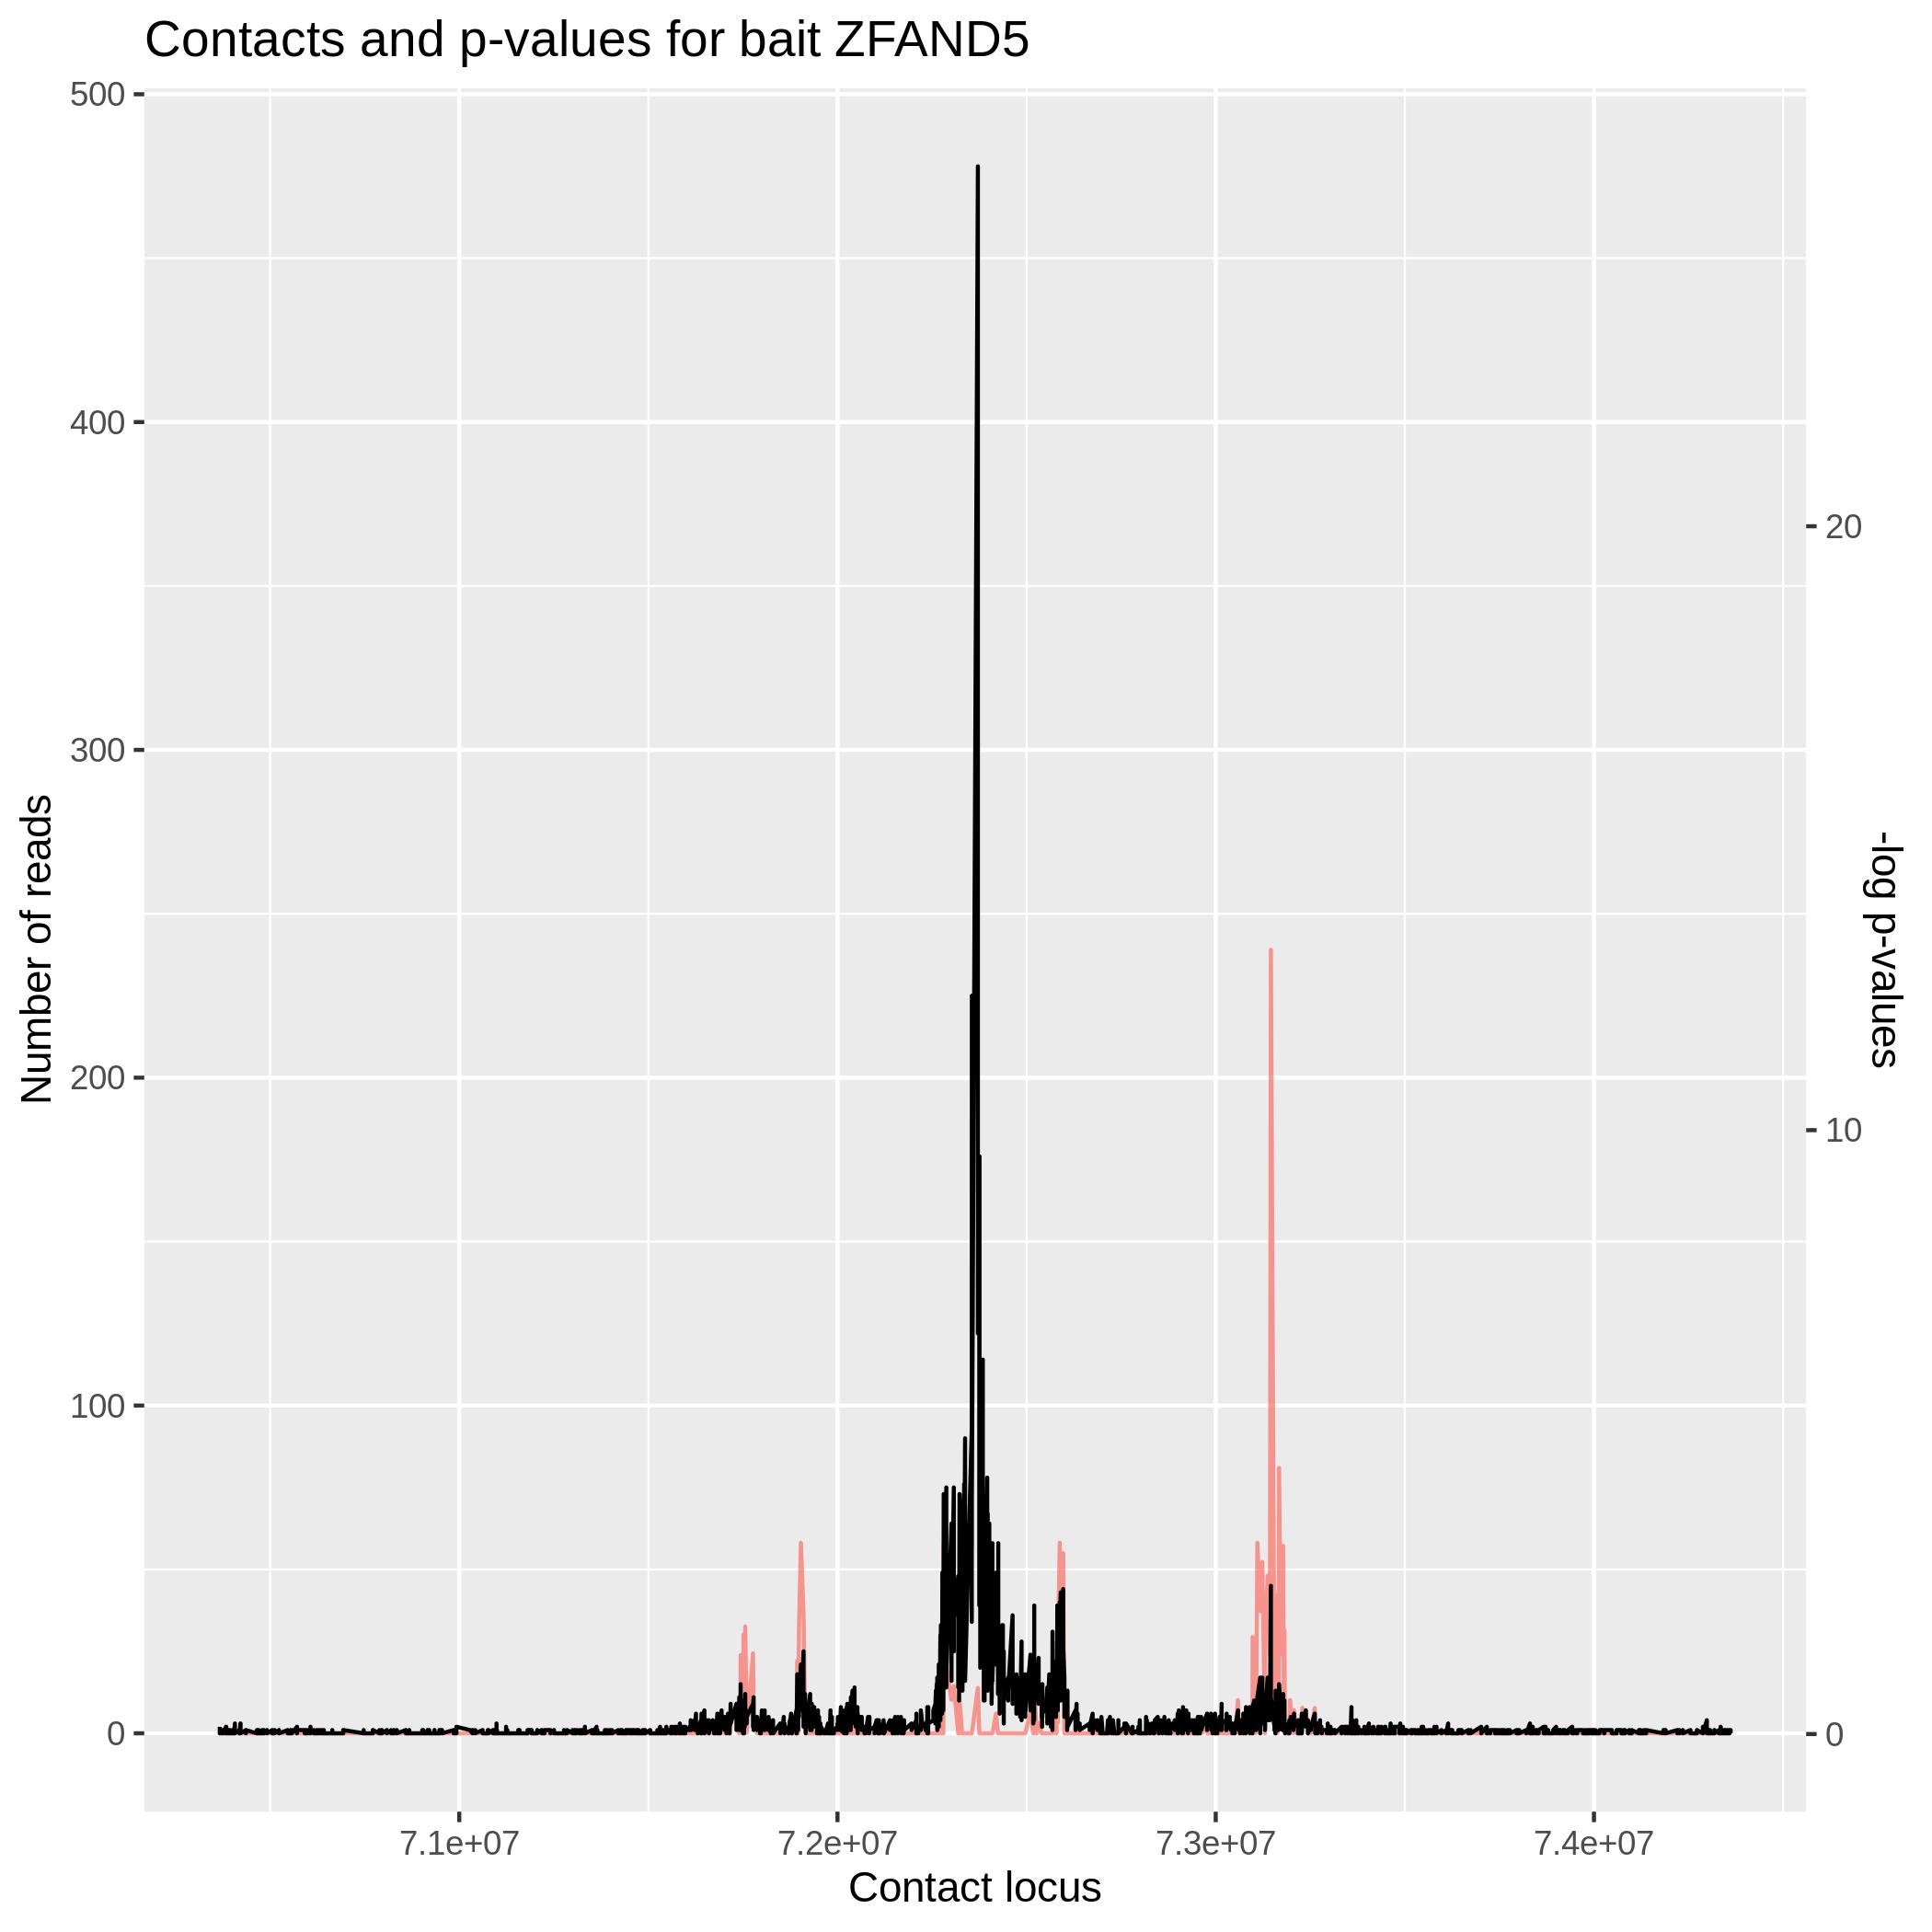 Contacts and p-values for bait ZFAND5
500
400
300
200
100
0
Number of reads
20
10
0
-log p-values
7.1e+07
7.2e+07
7.3e+07
7.4e+07
Contact locus